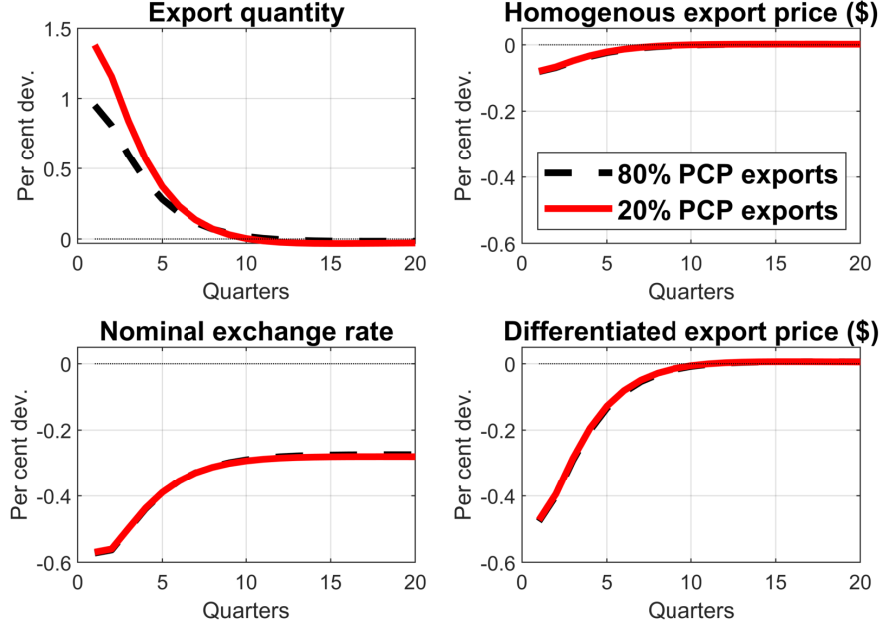 Export quantity
1.5
1
0.5
0
Per cent dev.
0
5
10
15
20
Quarters
Homogenous export price ($)
0
-0.2
-0.4
-0.6
Per cent dev.
80% PCP exports
20% PCP exports
0
5
10
15
20
Quarters
Nominal exchange rate
0
-0.2
-0.4
-0.6
Per cent dev.
0
5
10
15
20
Quarters
Differentiated export price ($)
0
-0.2
-0.4
-0.6
Per cent dev.
0
5
10
15
20
Quarters